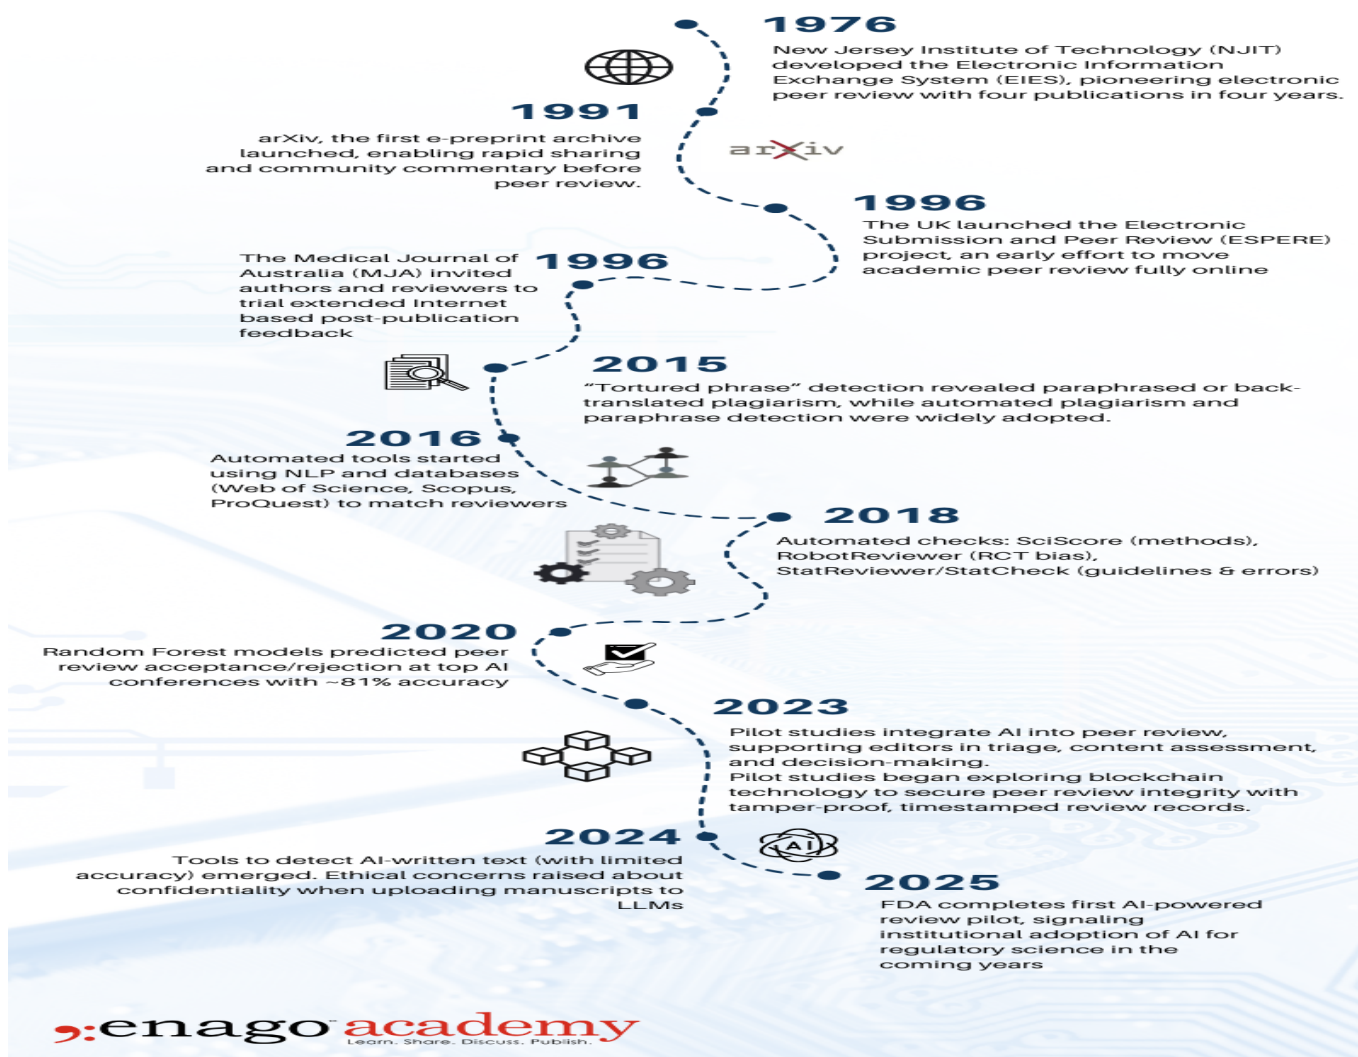 1976
New Jersey Institute of Technology (NJIT)
developed the Electronic Information
Exchange System (EIES), pioneering electronic
peer review with four publications in four years.
1991
arXiv, the first e-preprint archive
launched, enabling rapid sharing
and community commentary before
peer review.
arXiv
1996
The UK launched the Electronic
Submission and Peer Review (ESPERE)
project, an early effort to move
academic peer review fully online
1996
The Medical Journal of
Australia (MJA) invited
authors and reviewers to
trial extended Internet
based post-publication
feedback
2015
“Tortured phrase” detection revealed paraphrased or back-
translated plagiarism, while automated plagiarism and
paraphrase detection were widely adopted.
2016
Automated tools started
using NLP and databases
(Web of Science, Scopus,
ProQuest) to match reviewers
2018
Automated checks: SciScore (methods),
RobotReviewer (RCT bias),
StatReviewer/StatCheck (guidelines & errors)
2020
Random Forest models predicted peer
review acceptance/rejection at top AI
conferences with ~81% accuracy
2023
Pilot studies integrate AI into peer review,
supporting editors in triage, content assessment,
and decision-making.
Pilot studies began exploring blockchain
technology to secure peer review integrity with
tamper-proof, timestamped review records.
2024
Tools to detect AI-written text (with limited
accuracy) emerged. Ethical concerns raised about
confidentiality when uploading manuscripts to
LLMs
AI
2025
FDA completes first AI-powered
review pilot, signaling
institutional adoption of AI for
regulatory science in the
coming years
enago academy
Learn. Share. Discuss. Publish.